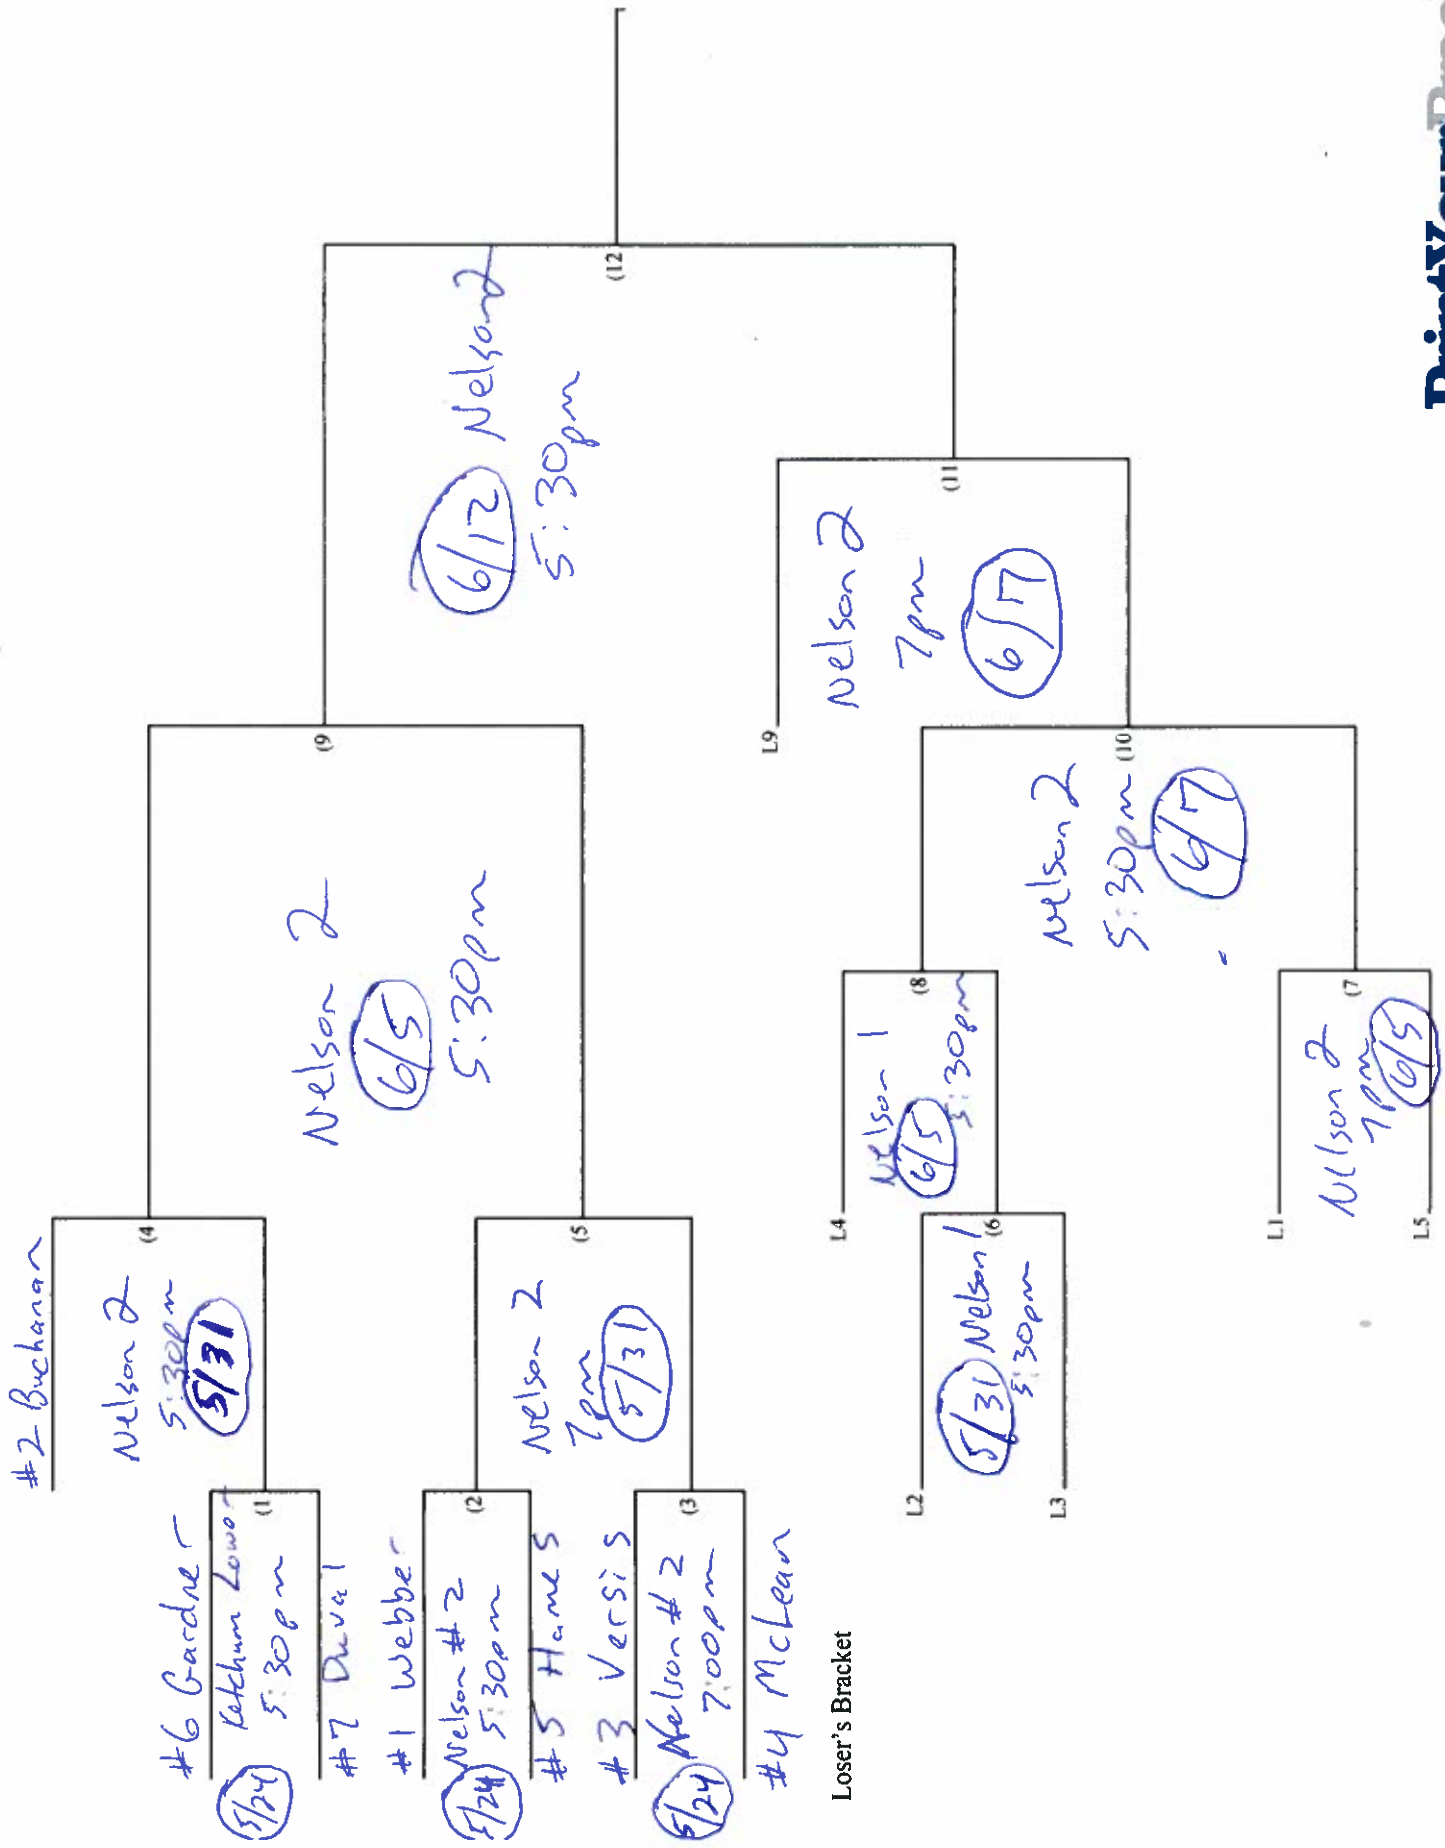 #2 Buchanan
Nelson 2
5:30pm
5/31
(4
#6 Gardner
5/24
Ketchum Lower
5:30pm
(1
#7 Duval
#1 Webber
5/24
Nelson #2
5:30pm
(2
#5 Hames
Nelson 2
7pm
5/31
(5
#3 Versis
5/24
Nelson #2
7:00pm
(3
#4 McLean
Nelson 2
6/5
5:30pm
(9
6/12 Nelson 2
5:30pm
(12
Loser's Bracket
L4
Nelson 1
6/5
5:30pm
(8
L2
5/31 Nelson 1
5:30pm
(6
L3
L1
Nelson 2
7pm
6/5
(7
L5
Nelson 2
5:30pm
6/7
(10
L9
Nelson 2
7pm
6/7
(11